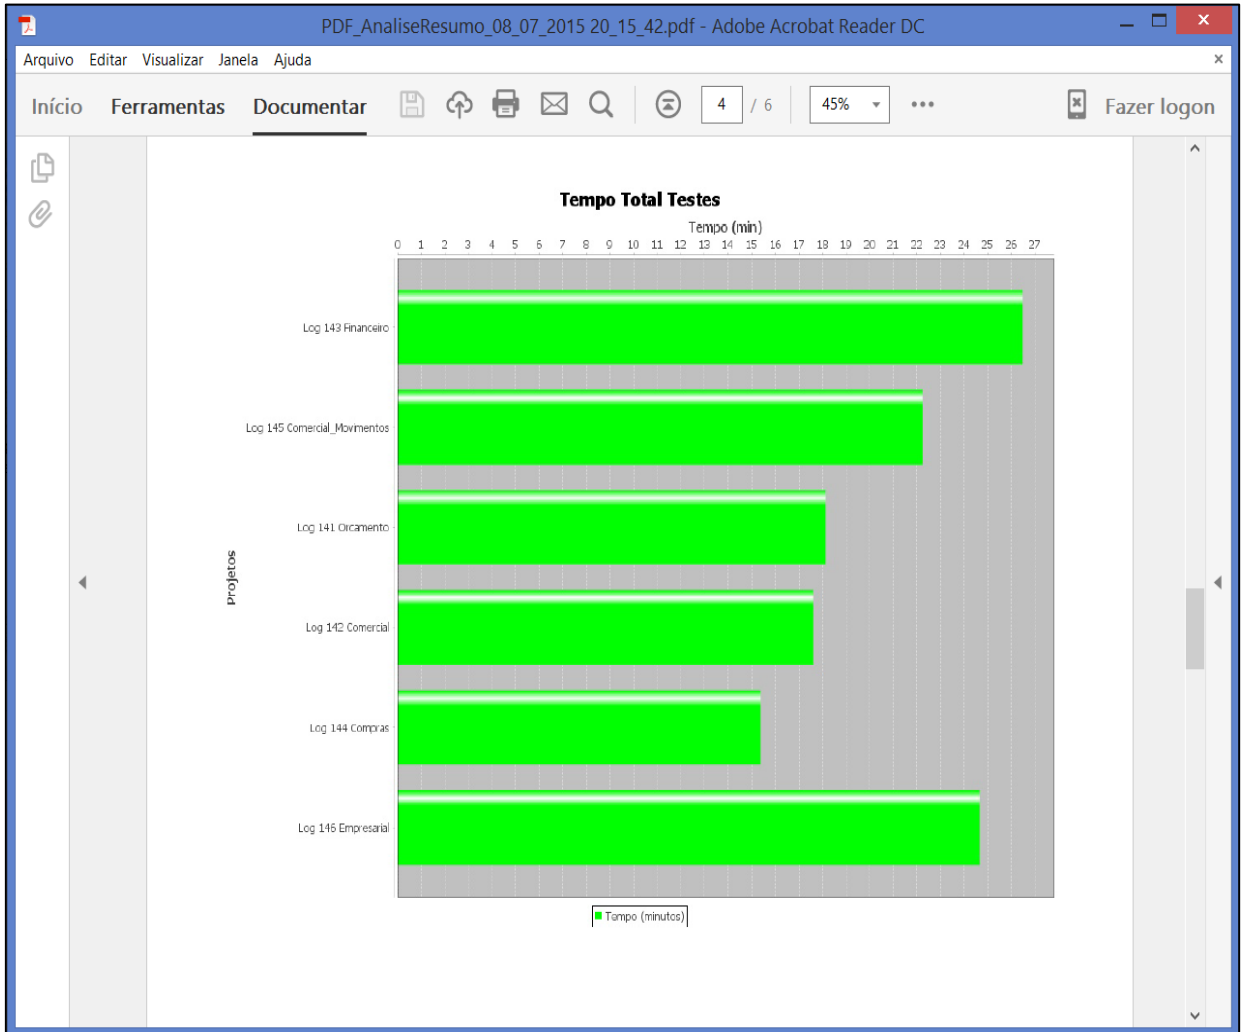 PDF_AnaliseResumo_08_07_2015 20_15_42.pdf - Adobe Acrobat Reader DC
Arquivo Editar Visualizar Janela Ajuda
Início Ferramentas Documentar 4 / 6 45% Fazer logon
Tempo Total Testes
Tempo (min)
0 1 2 3 4 5 6 7 8 9 10 11 12 13 14 15 16 17 18 19 20 21 22 23 24 25 26 27
Log 143 Financeiro
Log 145 Comercial_Movimentos
Log 141 Orcamento
Projetos
Log 142 Comercial
Log 144 Compras
Log 146 Empresarial
Tempo (minutos)